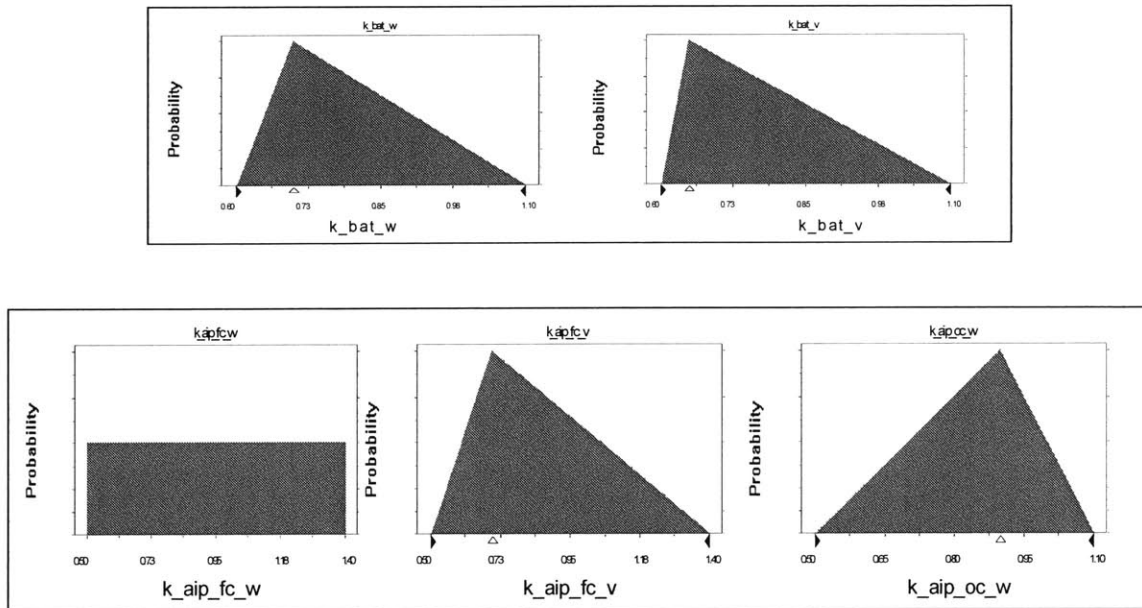 k_bat_w
Probability
0.60 0.73 0.85 0.98 1.10
k_bat_w
k_bat_v
Probability
0.60 0.73 0.85 0.98 1.10
k_bat_v
k_aip_fc_w
Probability
0.50 0.73 0.95 1.18 1.40
k_aip_fc_w
k_aip_fc_v
Probability
0.50 0.73 0.95 1.18 1.40
k_aip_fc_v
k_aip_oc_w
Probability
0.50 0.65 0.80 0.95 1.10
k_aip_oc_w